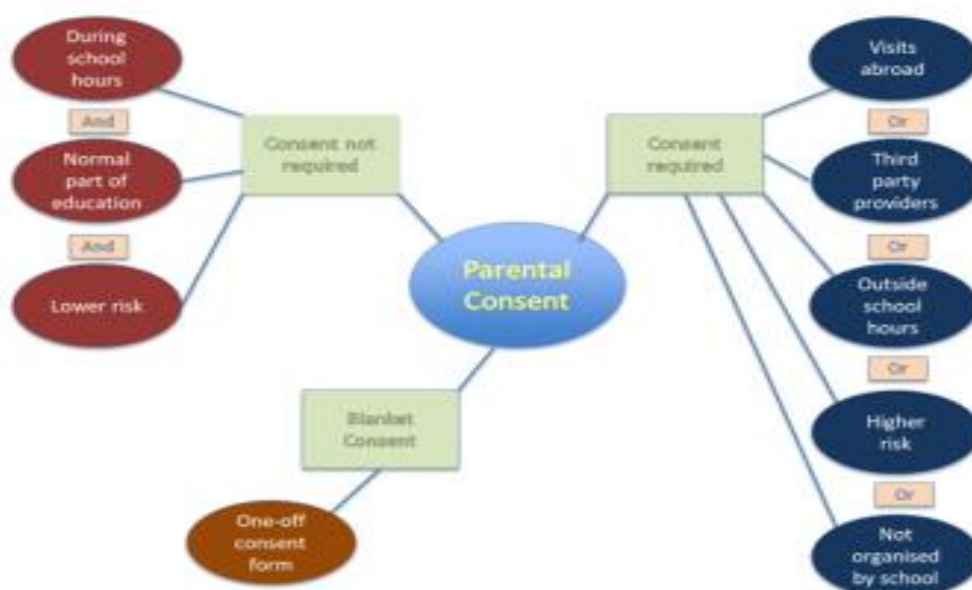 During
school
hours
And
Normal
part of
education
And
Lower risk
Consent not
required
Parental
Consent
Blanket
Consent
One-off
consent
form
Consent
required
Visits
abroad
Or
Third
party
providers
Or
Outside
school
hours
Or
Higher
risk
Or
Not
organised
by school